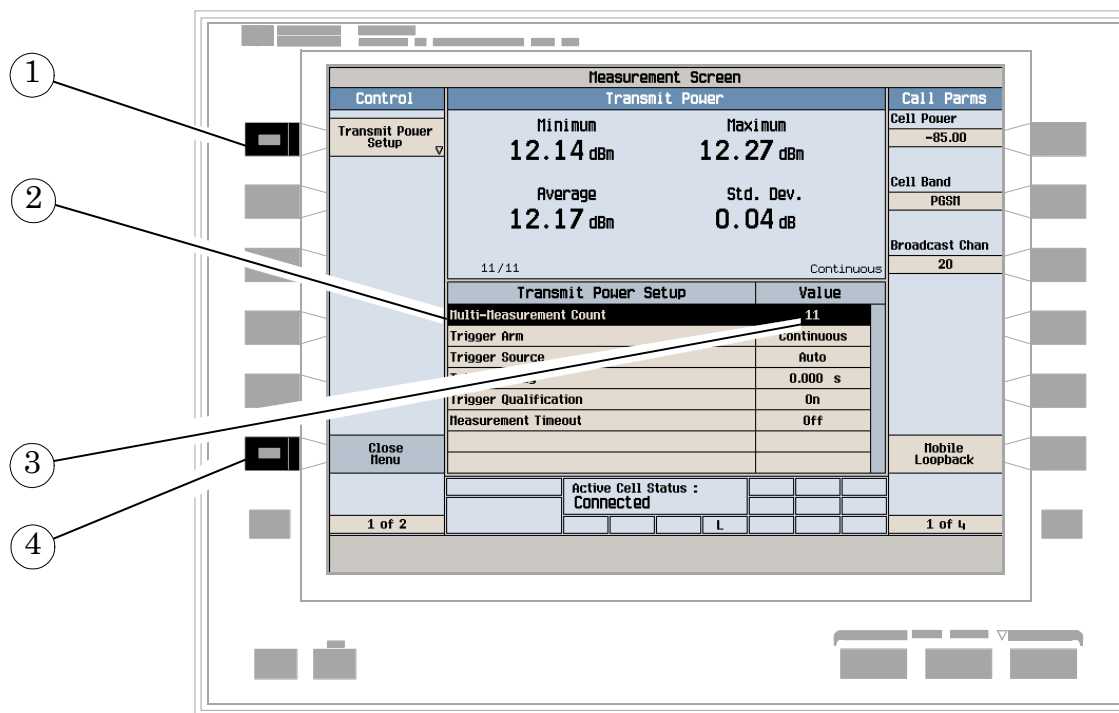 1
2
3
4
Measurement Screen
Control
Transmit Power
Call Parms
Transmit Power
Setup
Minimum
Maximum
12.14 dBm
12.27 dBm
Average
Std. Dev.
12.17 dBm
0.04 dB
11/11
Continuous
Cell Power
-85.00
Cell Band
PGSM
Broadcast Chan
20
Transmit Power Setup
Value
Multi-Measurement Count
11
Trigger Arm
Continuous
Trigger Source
Auto
0.000 s
Trigger Qualification
On
Measurement Timeout
Off
Close
Menu
Mobile
Loopback
Active Cell Status :
Connected
L
1 of 2
1 of 4